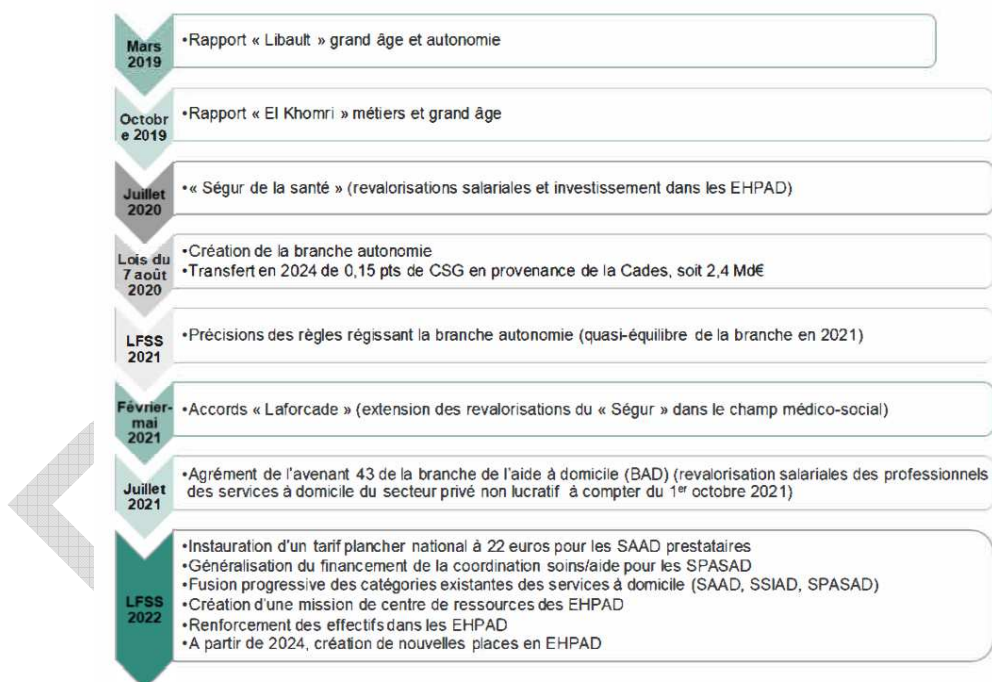 Mars
2019
•Rapport « Libault » grand âge et autonomie
Octobr
e 2019
•Rapport « El Khomri » métiers et grand âge
Juillet
2020
•« Ségur de la santé » (revalorisations salariales et investissement dans les EHPAD)
Lois du
7 août
2020
•Création de la branche autonomie
•Transfert en 2024 de 0,15 pts de CSG en provenance de la Cades, soit 2,4 Md€
LFSS
2021
•Précisions des règles régissant la branche autonomie (quasi-équilibre de la branche en 2021)
Février-
mai
2021
•Accords « Laforcade » (extension des revalorisations du « Ségur » dans le champ médico-social)
Juillet
2021
•Agrément de l'avenant 43 de la branche de l'aide à domicile (BAD) (revalorisation salariales des professionnels
des services à domicile du secteur privé non lucratif à compter du 1er octobre 2021)
LFSS
2022
•Instauration d'un tarif plancher national à 22 euros pour les SAAD prestataires
•Généralisation du financement de la coordination soins/aide pour les SPASAD
•Fusion progressive des catégories existantes des services à domicile (SAAD, SSIAD, SPASAD)
•Création d'une mission de centre de ressources des EHPAD
•Renforcement des effectifs dans les EHPAD
•A partir de 2024, création de nouvelles places en EHPAD